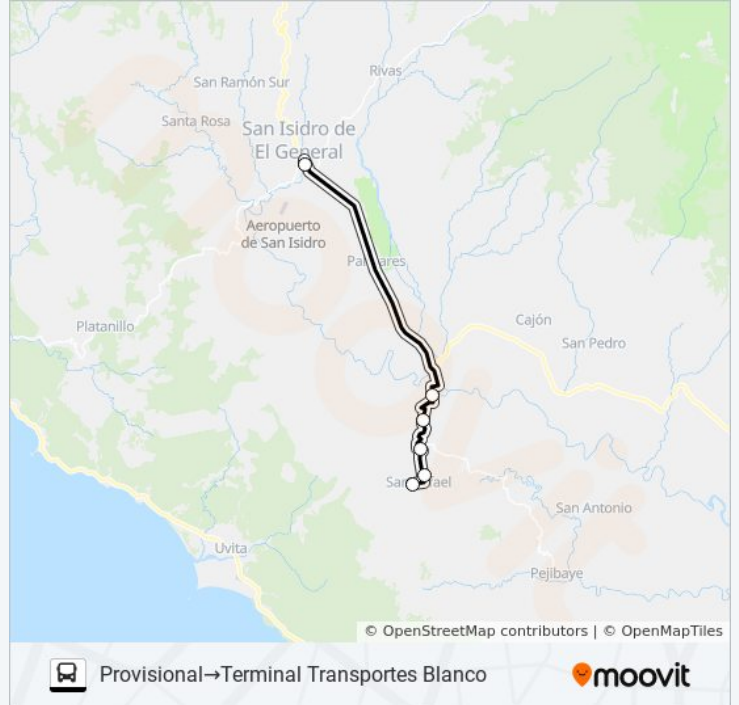 Rivas
San Ramón Sur
Santa Rosa
San Isidro de
El General
Aeropuerto
de San Isidro
Platanillo
Cajón
San Pedro
San Antonio
Uvita
Pejibaye
© OpenStreetMap contributors | © OpenMapTiles
Provisional→Terminal Transportes Blanco
moovit